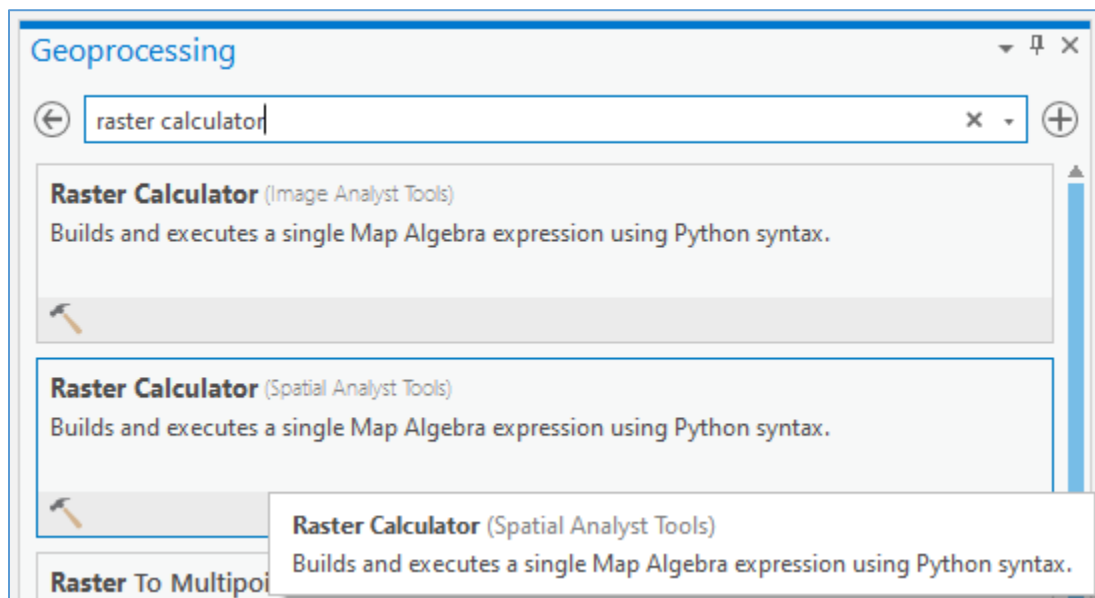 Geoprocessing
raster calculator
Raster Calculator (Image Analyst Tools)
Builds and executes a single Map Algebra expression using Python syntax.
Raster Calculator (Spatial Analyst Tools)
Builds and executes a single Map Algebra expression using Python syntax.
Raster Calculator (Spatial Analyst Tools)
Builds and executes a single Map Algebra expression using Python syntax.
Raster To Multipoi